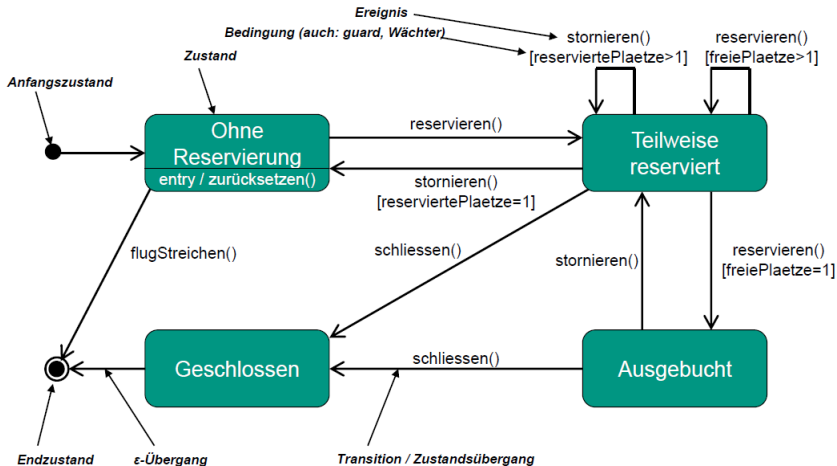 Ereignis
Bedingung (auch: guard, Wächter)
stornieren()
[reserviertePlaetze>1]
reservieren()
[freiePlaetze>1]
Zustand
Anfangszustand
Ohne
Reservierung
entry / zurücksetzen()
reservieren()
Teilweise
reserviert
stornieren()
[reserviertePlaetze=1]
flugStreichen()
schliessen()
stornieren()
reservieren()
[freiePlaetze=1]
Geschlossen
schliessen()
Ausgebucht
Endzustand
ε-Übergang
Transition / Zustandsübergang